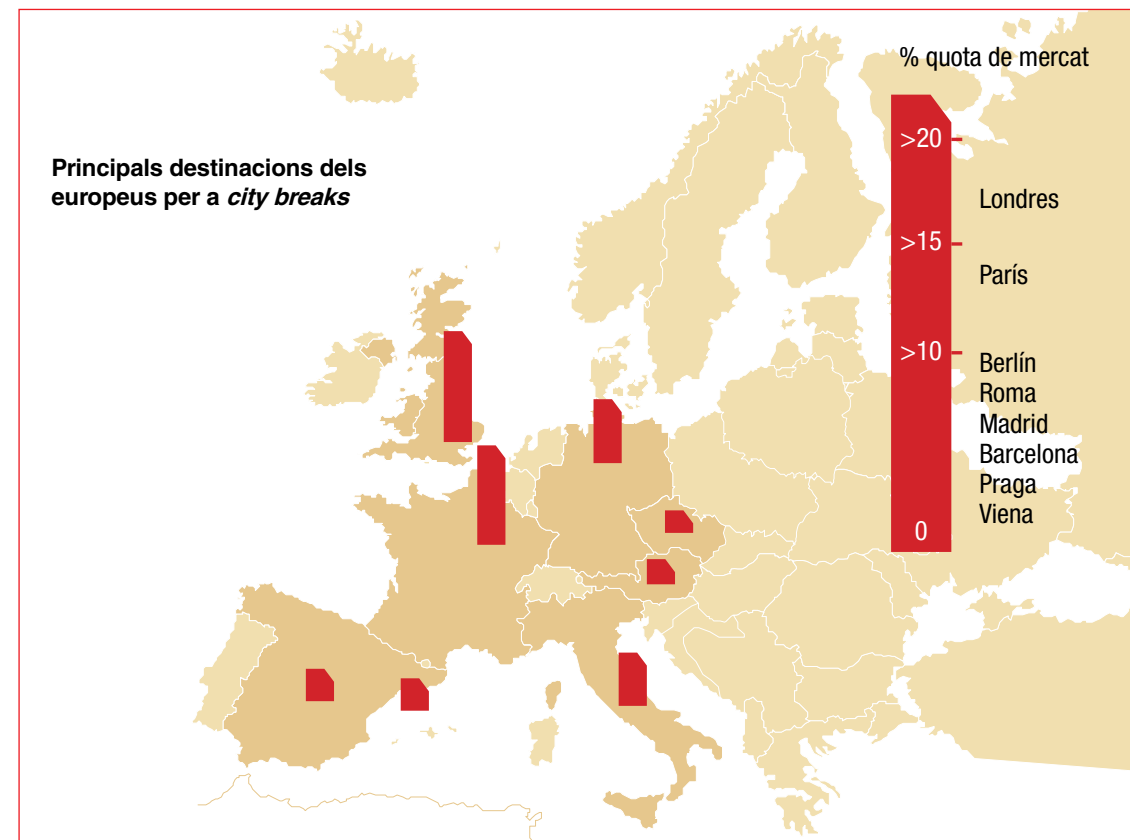 % quota de mercat
Principals destinacions dels
europeus per a city breaks
>20
Londres
>15
París
>10
Berlín
Roma
Madrid
Barcelona
Praga
Viena
0